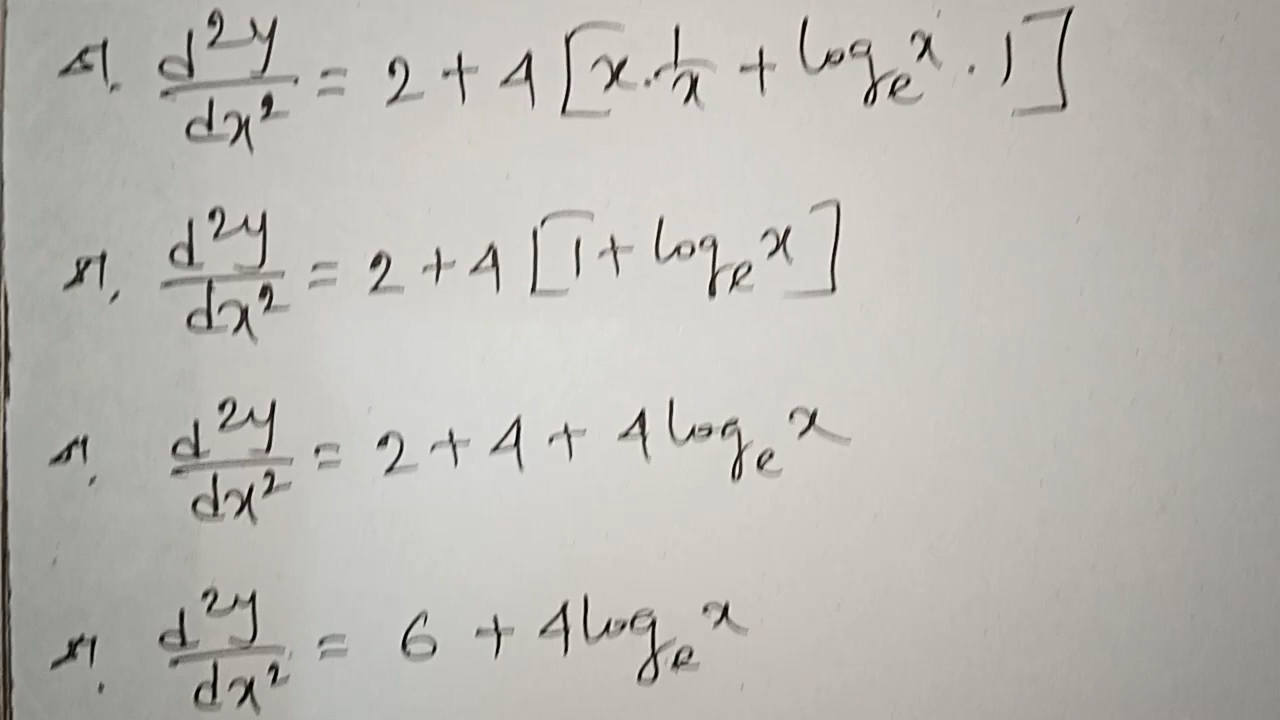 বা, d²y/dx² = 2 + 4 [x · 1/x + logₑx · 1]
বা, d²y/dx² = 2 + 4 [1 + logₑx]
বা, d²y/dx² = 2 + 4 + 4 logₑx
বা, d²y/dx² = 6 + 4 logₑx